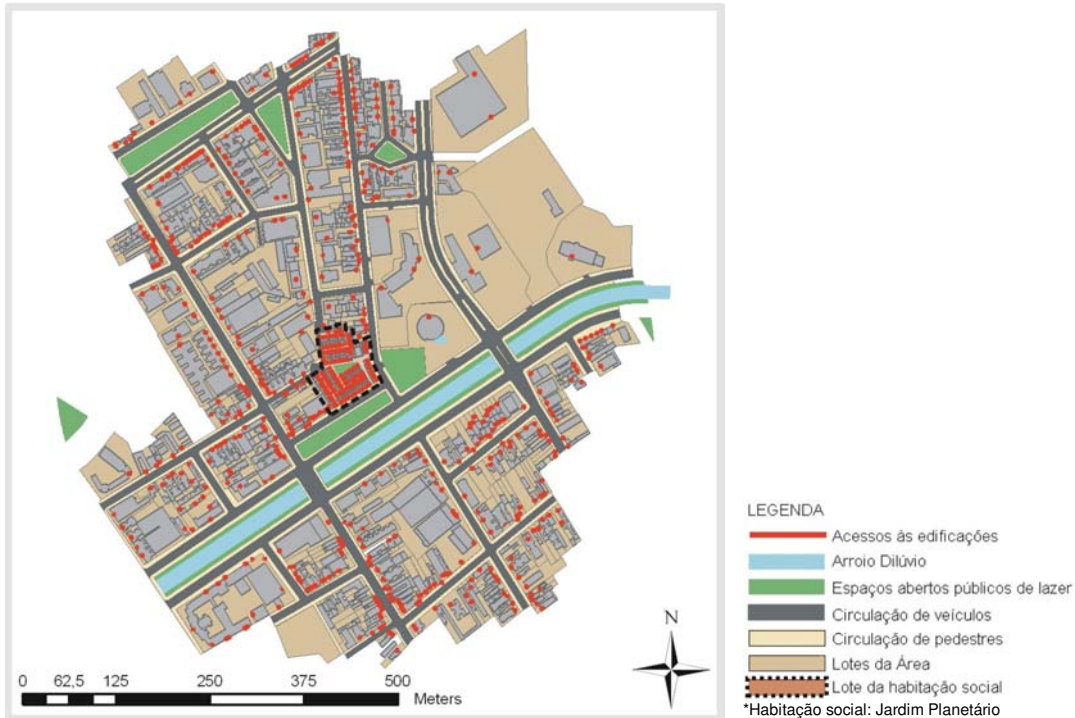 LEGENDA
Acessos às edificações
Arroio Dilúvio
Espaços abertos públicos de lazer
Circulação de veículos
Circulação de pedestres
Lotes da Área
Lote da habitação social
*Habitação social: Jardim Planetário
N
0 62,5 125 250 375 500
Meters